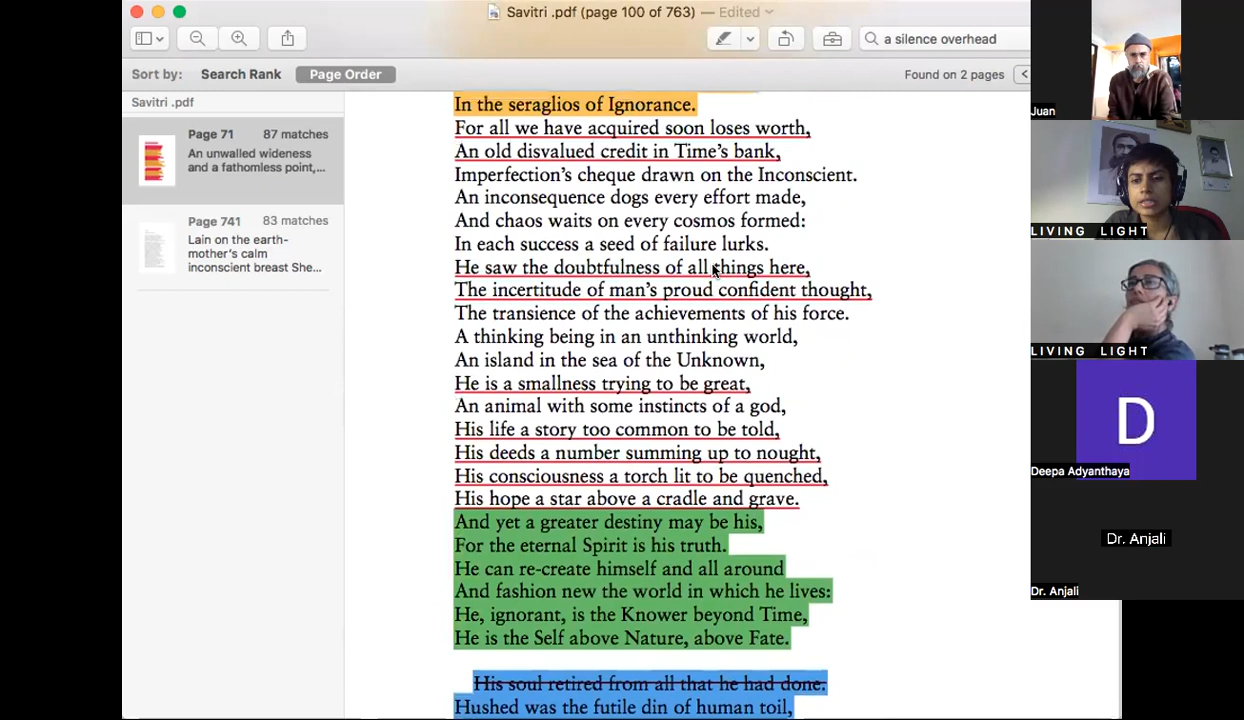 Savitri .pdf (page 100 of 763) — Edited
a silence overhead
Sort by: Search Rank Page Order Found on 2 pages
Savitri .pdf
Page 71 87 matches
An unwalled wideness
and a fathomless point,...
Page 741 83 matches
Lain on the earth-
mother's calm
inconscient breast She...
In the seraglios of Ignorance.
For all we have acquired soon loses worth,
An old disvalued credit in Time's bank,
Imperfection's cheque drawn on the Inconscient.
An inconsequence dogs every effort made,
And chaos waits on every cosmos formed:
In each success a seed of failure lurks.
He saw the doubtfulness of all things here,
The incertitude of man's proud confident thought,
The transience of the achievements of his force.
A thinking being in an unthinking world,
An island in the sea of the Unknown,
He is a smallness trying to be great,
An animal with some instincts of a god,
His life a story too common to be told,
His deeds a number summing up to nought,
His consciousness a torch lit to be quenched,
His hope a star above a cradle and grave.
And yet a greater destiny may be his,
For the eternal Spirit is his truth.
He can re-create himself and all around
And fashion new the world in which he lives:
He, ignorant, is the Knower beyond Time,
He is the Self above Nature, above Fate.
His soul retired from all that he had done.
Hushed was the futile din of human toil,
Juan
LIVING LIGHT
LIVING LIGHT
D
Deepa Adyanthaya
Dr. Anjali
Dr. Anjali